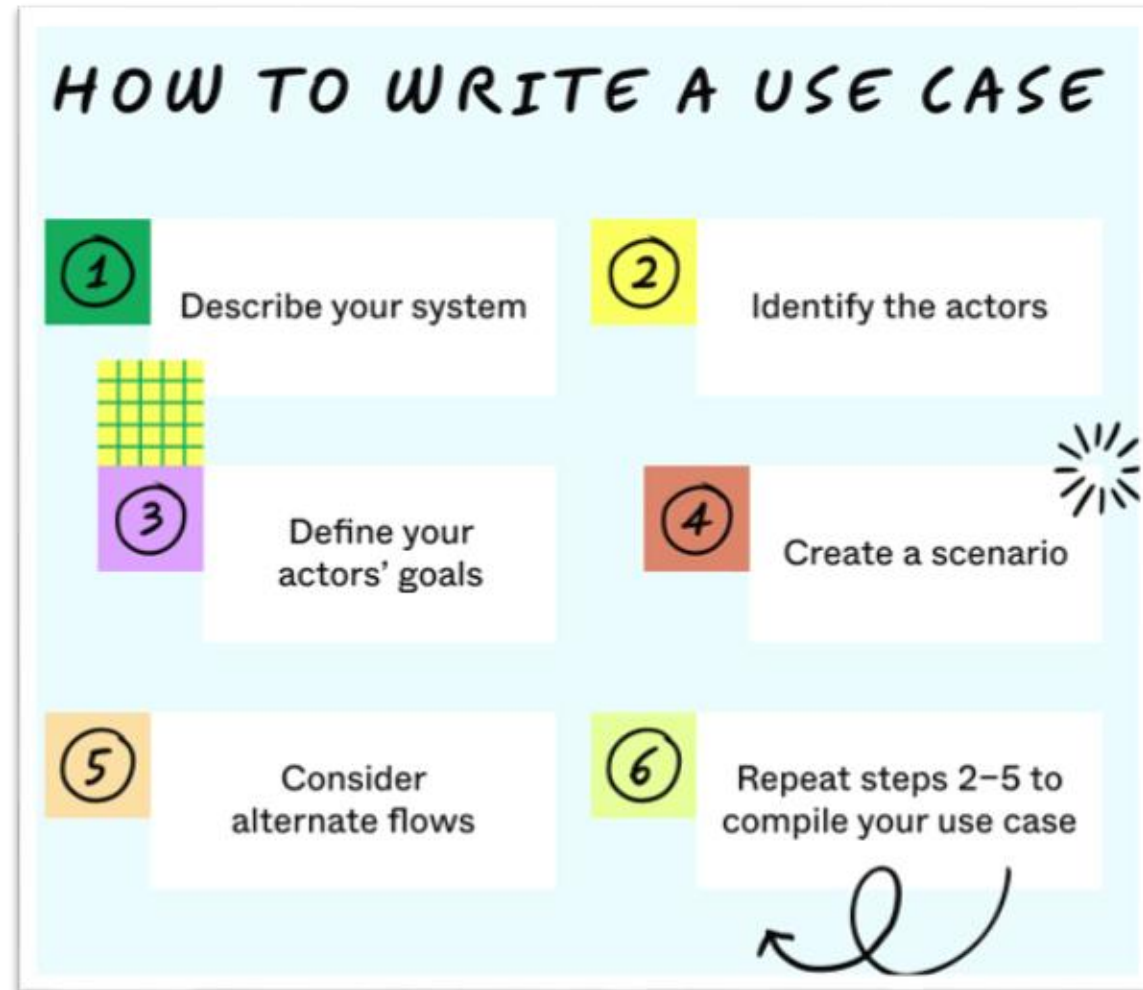 HOW TO WRITE A USE CASE
1
Describe your system
2
Identify the actors
3
Define your
actors’ goals
4
Create a scenario
5
Consider
alternate flows
6
Repeat steps 2–5 to
compile your use case